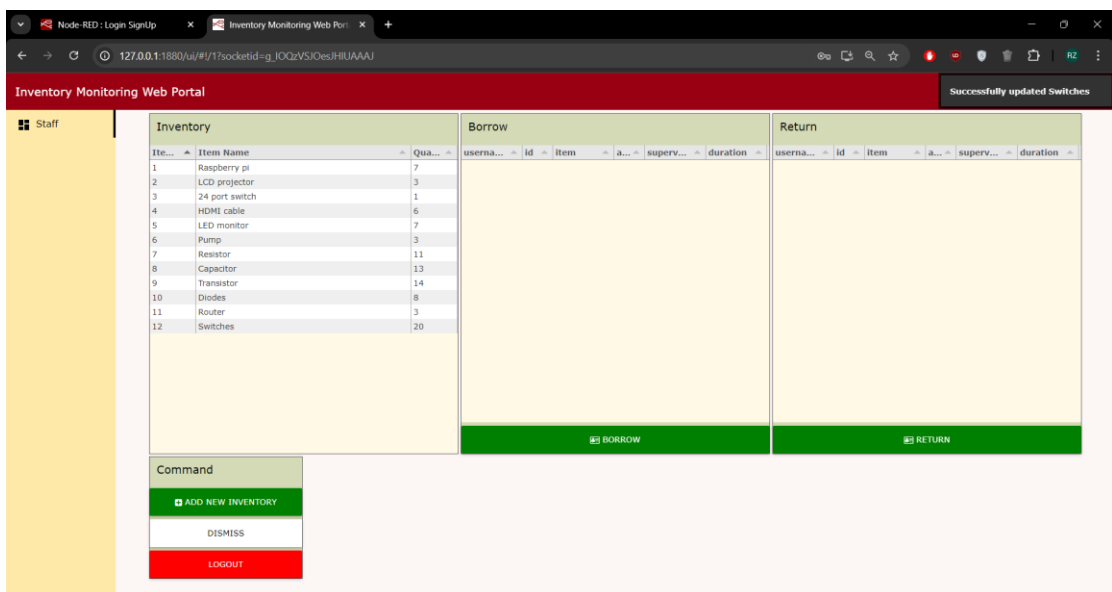 Node-RED : Login SignUp
Inventory Monitoring Web Port
127.0.0.1:1880/ui/#!/1?socketid=g_IOQzVSJOesJHIUAAAJ
RZ
Inventory Monitoring Web Portal
Successfully updated Switches
Staff
Inventory
Ite... Item Name Qua...
1 Raspberry pi 7
2 LCD projector 3
3 24 port switch 1
4 HDMI cable 6
5 LED monitor 7
6 Pump 3
7 Resistor 11
8 Capacitor 13
9 Transistor 14
10 Diodes 8
11 Router 3
12 Switches 20
Borrow
userna... id item a... superv... duration
BORROW
Return
userna... id item a... superv... duration
RETURN
Command
ADD NEW INVENTORY
DISMISS
LOGOUT